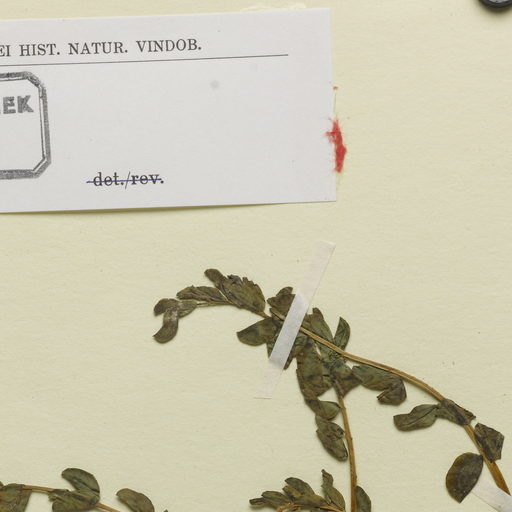 EI HIST. NATUR. VINDOB.
EK
det./rev.